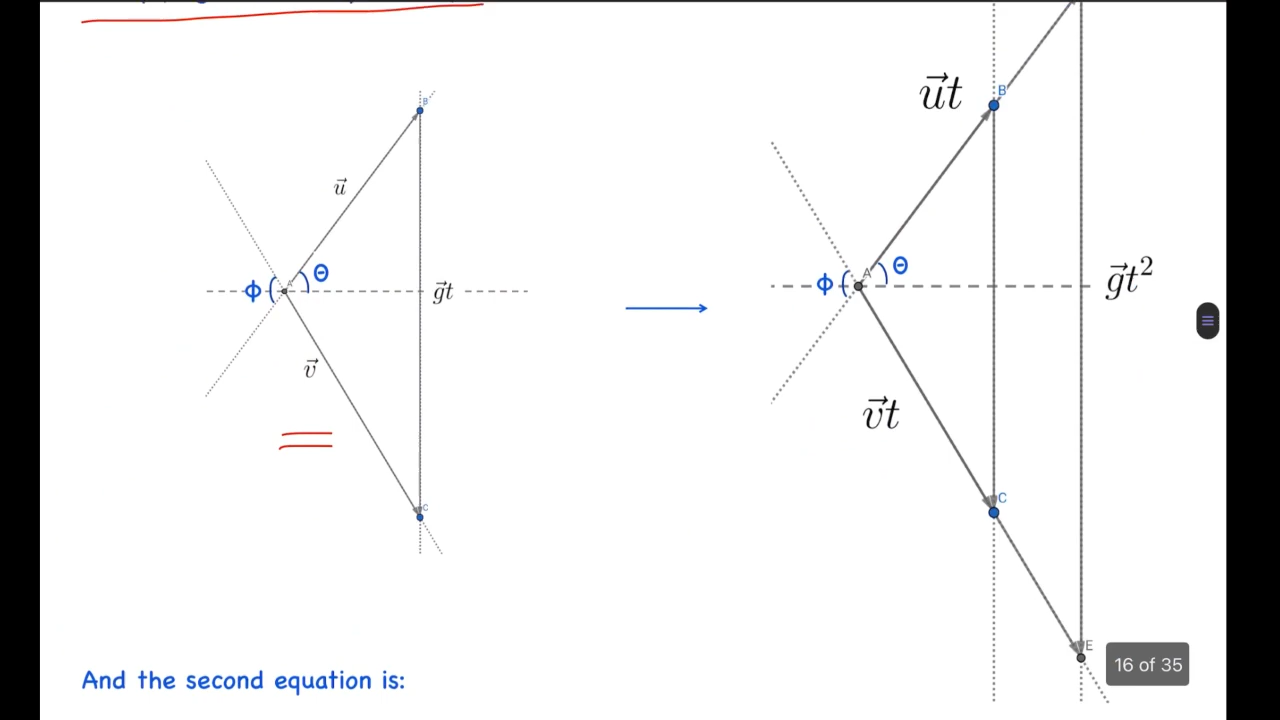 B
u⃗
Θ
A
ϕ
g⃗t
v⃗
C
u⃗t
B
Θ
A
ϕ
g⃗t²
v⃗t
C
E
And the second equation is:
16 of 35